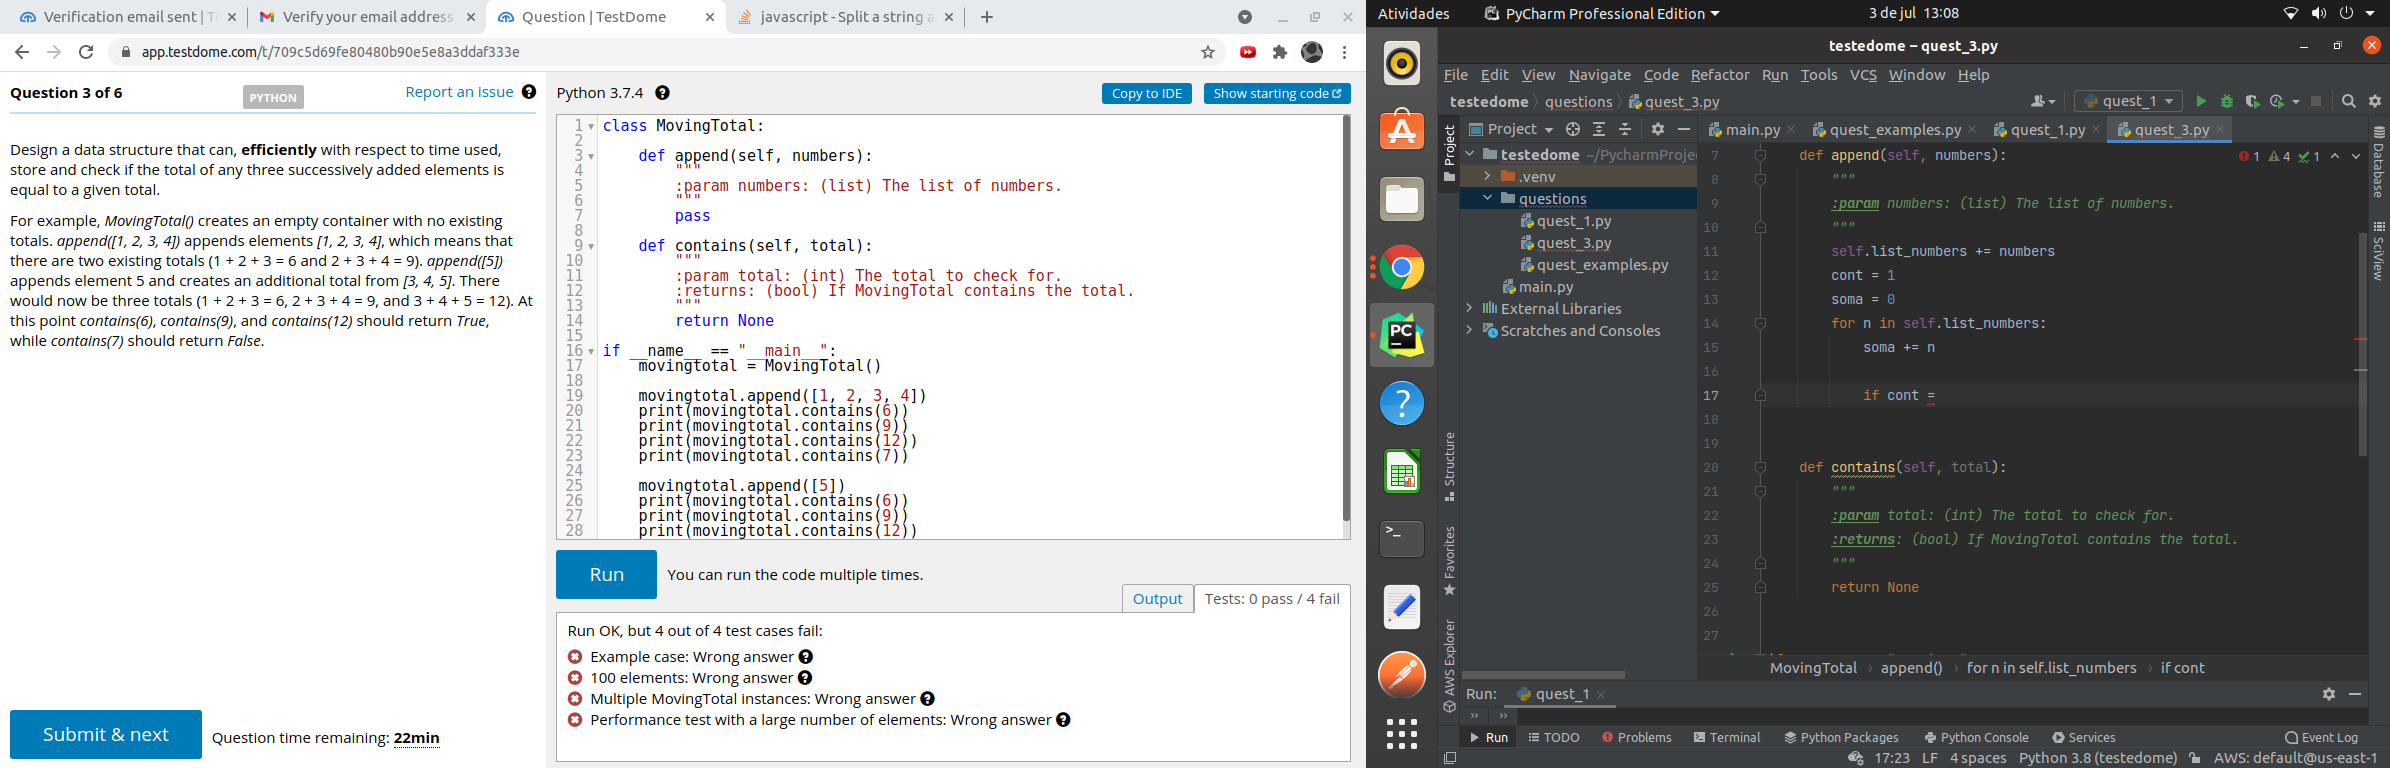 Verification email sent | T
Verify your email address
Question | TestDome
javascript - Split a string a
app.testdome.com/t/709c5d69fe80480b90e5e8a3ddaf333e
Question 3 of 6
PYTHON
Report an issue
Design a data structure that can, efficiently with respect to time used,
store and check if the total of any three successively added elements is
equal to a given total.
For example, MovingTotal() creates an empty container with no existing
totals. append([1, 2, 3, 4]) appends elements [1, 2, 3, 4], which means that
there are two existing totals (1 + 2 + 3 = 6 and 2 + 3 + 4 = 9). append([5])
appends element 5 and creates an additional total from [3, 4, 5]. There
would now be three totals (1 + 2 + 3 = 6, 2 + 3 + 4 = 9, and 3 + 4 + 5 = 12). At
this point contains(6), contains(9), and contains(12) should return True,
while contains(7) should return False.
Submit & next
Question time remaining: 22min
Python 3.7.4
Copy to IDE
Show starting code
1 class MovingTotal:
2
3     def append(self, numbers):
4         """
5         :param numbers: (list) The list of numbers.
6         """
7         pass
8
9     def contains(self, total):
10         """
11         :param total: (int) The total to check for.
12         :returns: (bool) If MovingTotal contains the total.
13         """
14         return None
15
16 if __name__ == "__main__":
17     movingtotal = MovingTotal()
18
19     movingtotal.append([1, 2, 3, 4])
20     print(movingtotal.contains(6))
21     print(movingtotal.contains(9))
22     print(movingtotal.contains(12))
23     print(movingtotal.contains(7))
24
25     movingtotal.append([5])
26     print(movingtotal.contains(6))
27     print(movingtotal.contains(9))
28     print(movingtotal.contains(12))
Run
You can run the code multiple times.
Output
Tests: 0 pass / 4 fail
Run OK, but 4 out of 4 test cases fail:
Example case: Wrong answer
100 elements: Wrong answer
Multiple MovingTotal instances: Wrong answer
Performance test with a large number of elements: Wrong answer
Atividades
PyCharm Professional Edition
3 de jul 13:08
testedome – quest_3.py
File Edit View Navigate Code Refactor Run Tools VCS Window Help
testedome questions quest_3.py
quest_1
Project
main.py
quest_examples.py
quest_1.py
quest_3.py
testedome ~/PycharmProje
.venv
questions
quest_1.py
quest_3.py
quest_examples.py
main.py
External Libraries
Scratches and Consoles
Project
Structure
Favorites
AWS Explorer
Database
SciView
1 4 1
7     def append(self, numbers):
8         """
9         :param numbers: (list) The list of numbers.
10         """
11         self.list_numbers += numbers
12         cont = 1
13         soma = 0
14         for n in self.list_numbers:
15             soma += n
16
17             if cont =
18
19
20     def contains(self, total):
21         """
22         :param total: (int) The total to check for.
23         :returns: (bool) If MovingTotal contains the total.
24         """
25         return None
26
27
MovingTotal append() for n in self.list_numbers if cont
Run: quest_1
Run TODO Problems Terminal Python Packages Python Console Services Event Log
17:23 LF 4 spaces Python 3.8 (testedome) AWS: default@us-east-1